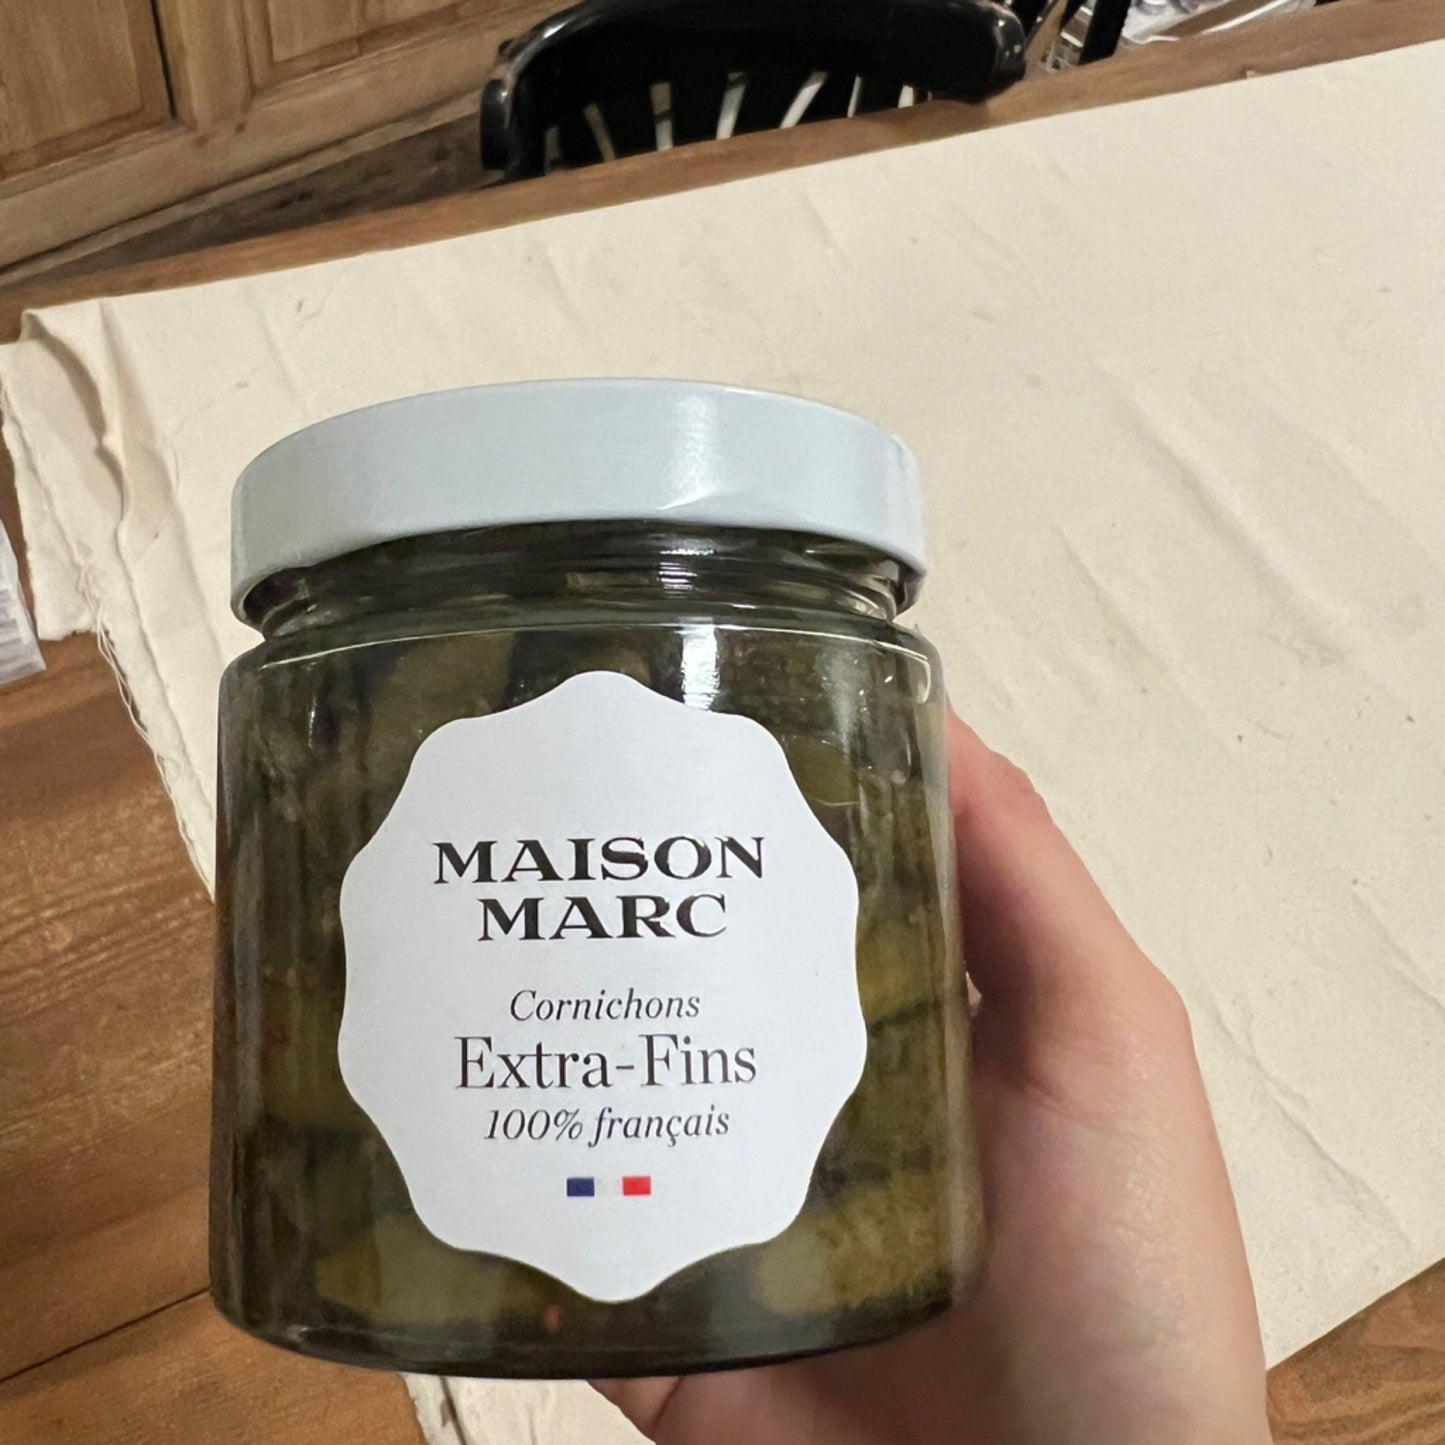 MAISON
MARC
Cornichons
Extra-Fins
100% français